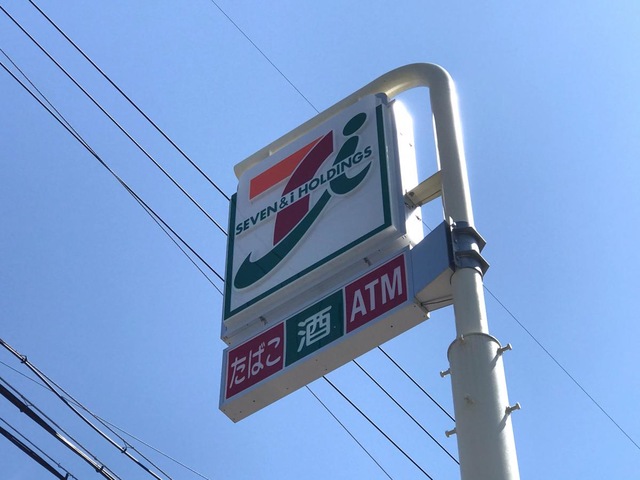 SEVEN&i HOLDINGS
たばこ 酒 ATM